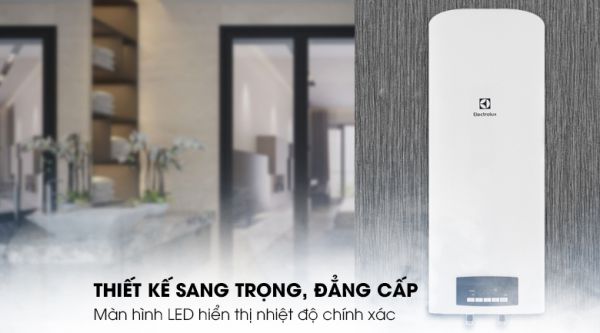 Electrolux
THIẾT KẾ SANG TRỌNG, ĐẲNG CẤP
Màn hình LED hiển thị nhiệt độ chính xác